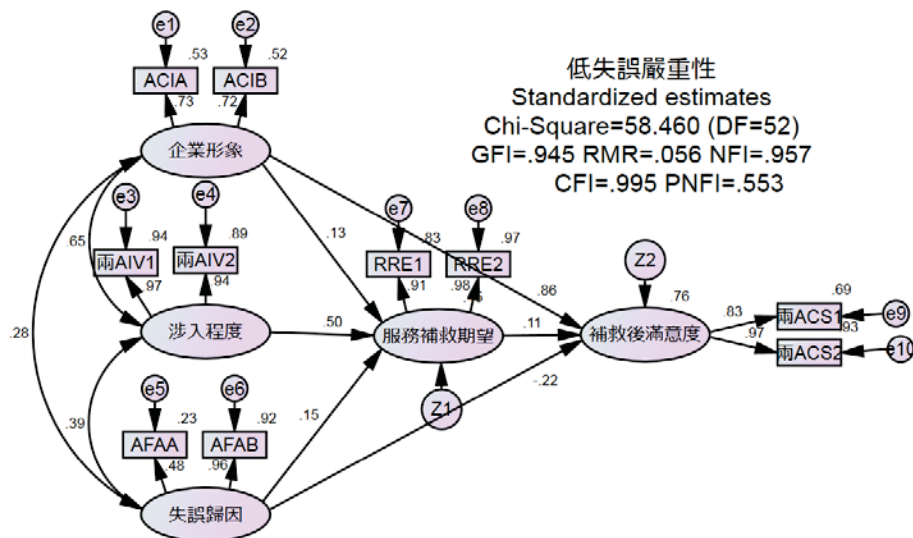 低失誤嚴重性
Standardized estimates
Chi-Square=58.460 (DF=52)
GFI=.945 RMR=.056 NFI=.957
CFI=.995 PNFI=.553
e1
e2
.53
.52
ACIA
ACIB
.73
.72
企業形象
e3
e4
.94
.89
兩AIV1
兩AIV2
.97
.94
涉入程度
e5
e6
.23
.92
AFAA
AFAB
.48
.96
失誤歸因
.65
.28
.39
.13
.50
.15
e7
e8
.83
.97
RRE1
RRE2
.91
.98
服務補救期望
Z1
.86
.11
-.22
Z2
.76
補救後滿意度
.83
.97
.69
兩ACS1
e9
.93
兩ACS2
e10